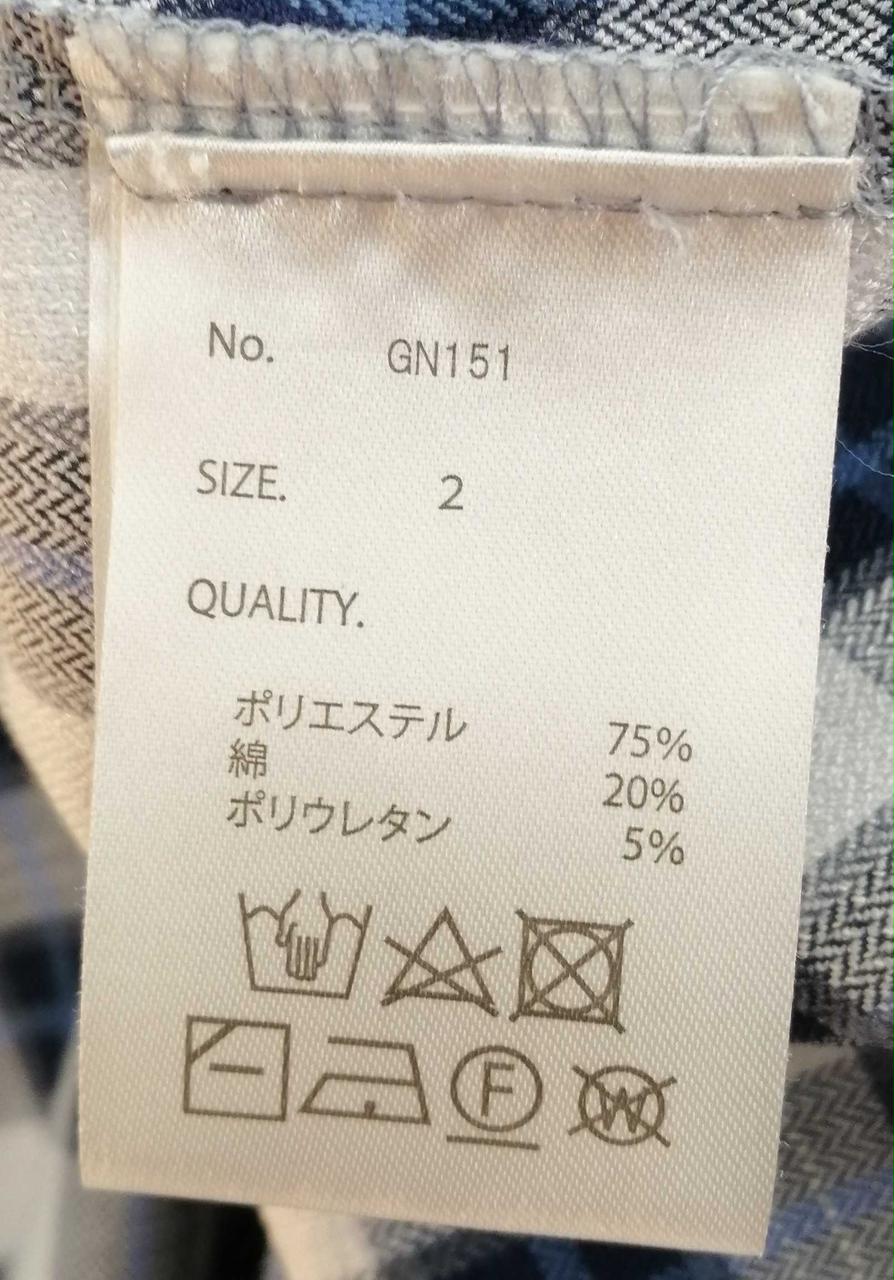 No. GN151
SIZE. 2
QUALITY.
ポリエステル 75%
綿 20%
ポリウレタン 5%
F W